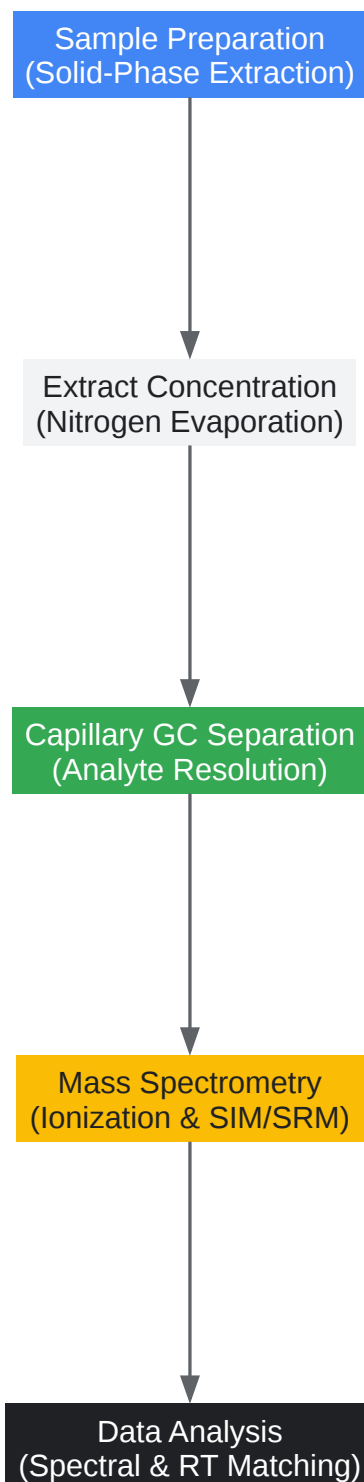 Sample Preparation
(Solid-Phase Extraction)
Extract Concentration
(Nitrogen Evaporation)
Capillary GC Separation
(Analyte Resolution)
Mass Spectrometry
(Ionization & SIM/SRM)
Data Analysis
(Spectral & RT Matching)